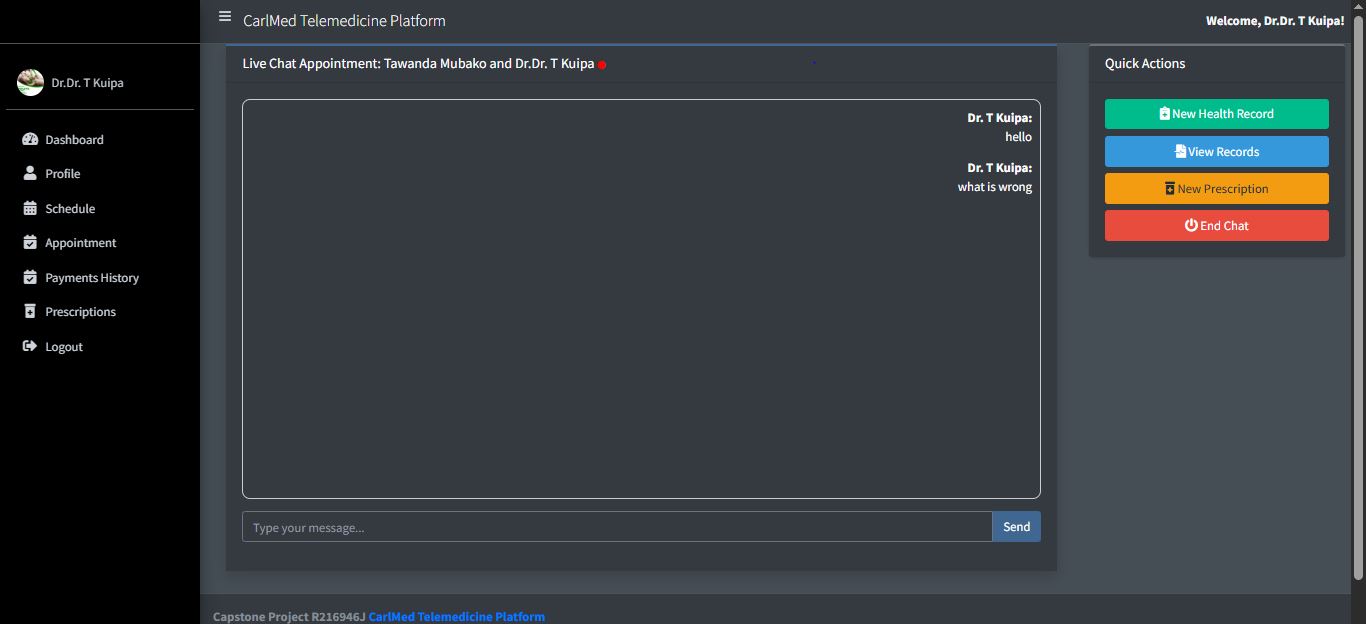 CarlMed Telemedicine Platform
Welcome, Dr.Dr. T Kuipa!
Dr.Dr. T Kuipa
Dashboard
Profile
Schedule
Appointment
Payments History
Prescriptions
Logout
Live Chat Appointment: Tawanda Mubako and Dr.Dr. T Kuipa
Dr. T Kuipa:
hello
Dr. T Kuipa:
what is wrong
Type your message...
Send
Quick Actions
New Health Record
View Records
New Prescription
End Chat
Capstone Project R216946J CarlMed Telemedicine Platform